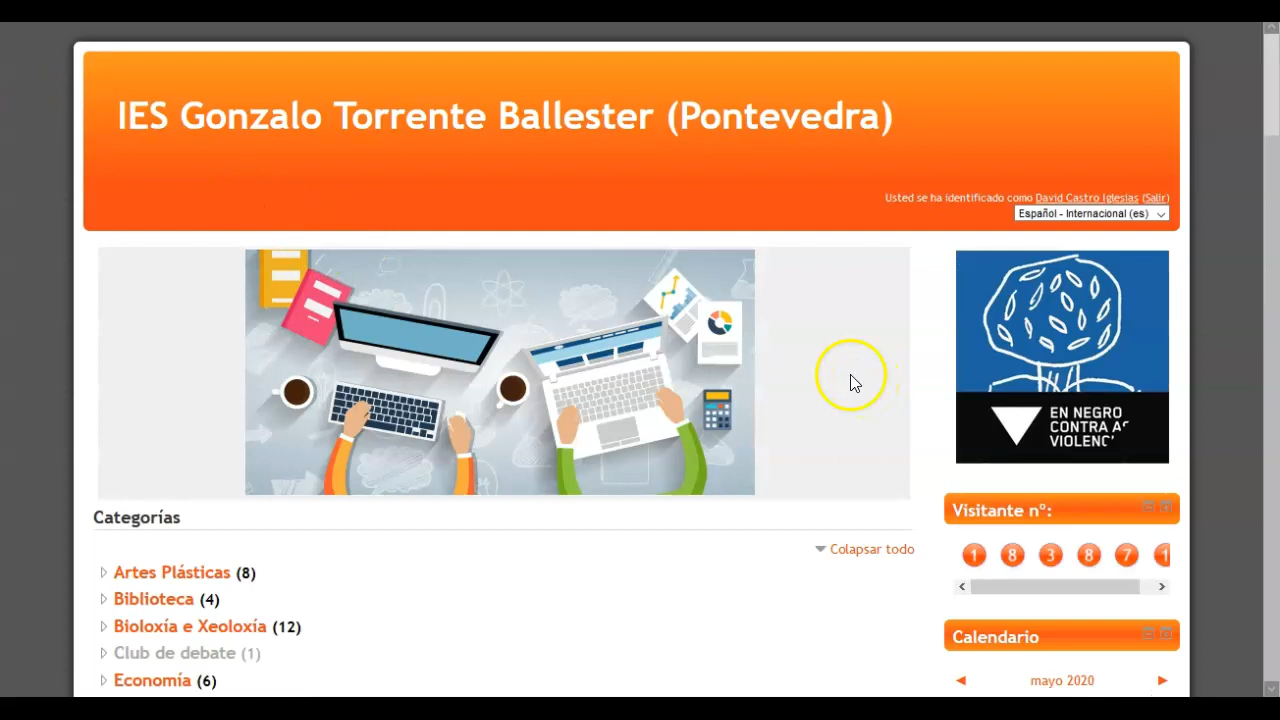 IES Gonzalo Torrente Ballester (Pontevedra)
Usted se ha identificado como David Castro Iglesias (Salir)
Español - Internacional (es)
EN NEGRO
CONTRA AS
VIOLENC
Categorías
Colapsar todo
Artes Plásticas (8)
Biblioteca (4)
Bioloxía e Xeoloxía (12)
Club de debate (1)
Economía (6)
Visitante nº:
1 8 3 8 7 1
Calendario
mayo 2020